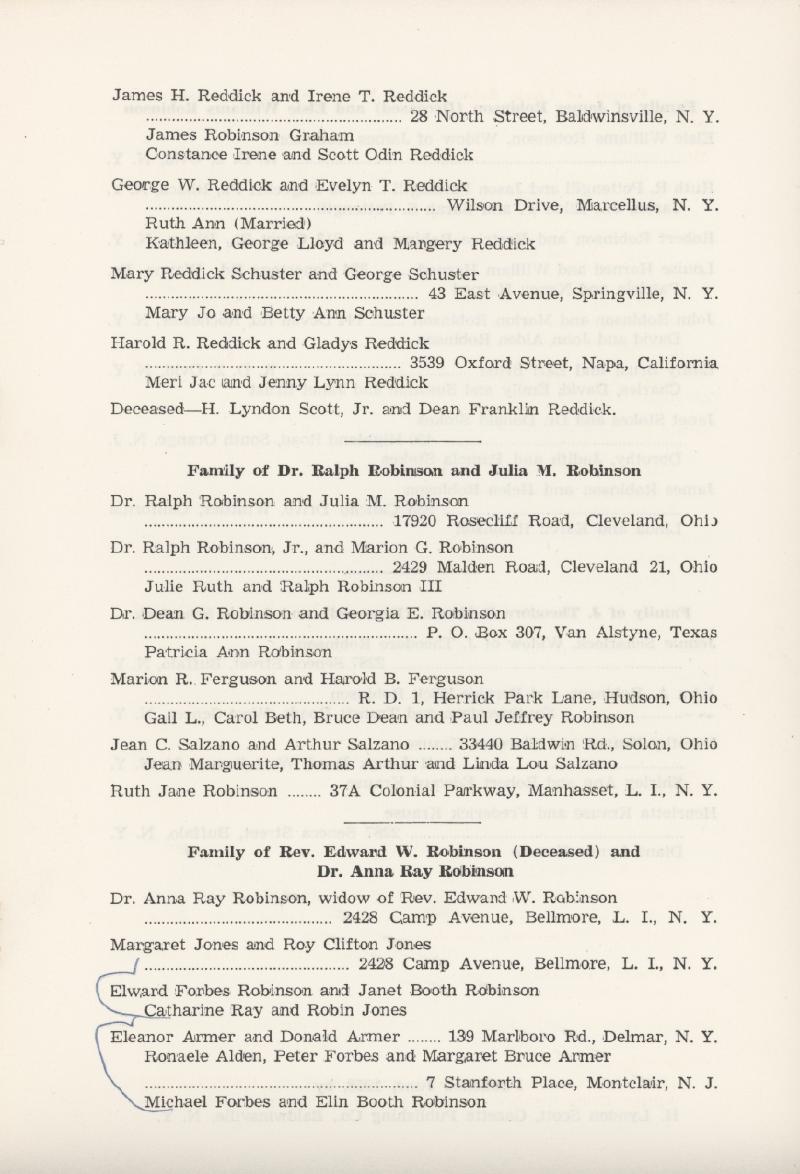 James H. Reddick and Irene T. Reddick
........................................................ 28 North Street, Baldwinsville, N. Y.
James Robinson Graham
Constance Irene and Scott Odin Reddick
George W. Reddick and Evelyn T. Reddick
................................................................ Wilson Drive, Marcellus, N. Y.
Ruth Ann (Married)
Kathleen, George Lloyd and Margery Reddick
Mary Reddick Schuster and George Schuster
............................................................ 43 East Avenue, Springville, N. Y.
Mary Jo and Betty Ann Schuster
Harold R. Reddick and Gladys Reddick
........................................................ 3539 Oxford Street, Napa, California
Meri Jac and Jenny Lynn Reddick
Deceased—H. Lyndon Scott, Jr. and Dean Franklin Reddick.
Family of Dr. Ralph Robinson and Julia M. Robinson
Dr. Ralph Robinson and Julia M. Robinson
.................................................... 17920 Rosecliff Road, Cleveland, Ohio
Dr. Ralph Robinson, Jr., and Marion G. Robinson
.................................................... 2429 Malden Road, Cleveland 21, Ohio
Julie Ruth and Ralph Robinson III
Dr. Dean G. Robinson and Georgia E. Robinson
............................................................ P. O. Box 307, Van Alstyne, Texas
Patricia Ann Robinson
Marion R. Ferguson and Harold B. Ferguson
............................................. R. D. 1, Herrick Park Lane, Hudson, Ohio
Gail L., Carol Beth, Bruce Dean and Paul Jeffrey Robinson
Jean C. Salzano and Arthur Salzano ........ 33440 Baldwin Rd., Solon, Ohio
Jean Marguerite, Thomas Arthur and Linda Lou Salzano
Ruth Jane Robinson ........ 37A Colonial Parkway, Manhasset, L. I., N. Y.
Family of Rev. Edward W. Robinson (Deceased) and
Dr. Anna Ray Robinson
Dr. Anna Ray Robinson, widow of Rev. Edward W. Robinson
......................................... 2428 Camp Avenue, Bellmore, L. I., N. Y.
Margaret Jones and Roy Clifton Jones
............................................. 2428 Camp Avenue, Bellmore, L. I., N. Y.
Elward Forbes Robinson and Janet Booth Robinson
Catharine Ray and Robin Jones
Eleanor Armer and Donald Armer ........ 139 Marlboro Rd., Delmar, N. Y.
Ronaele Alden, Peter Forbes and Margaret Bruce Armer
............................................................ 7 Stanforth Place, Montclair, N. J.
Michael Forbes and Elin Booth Robinson